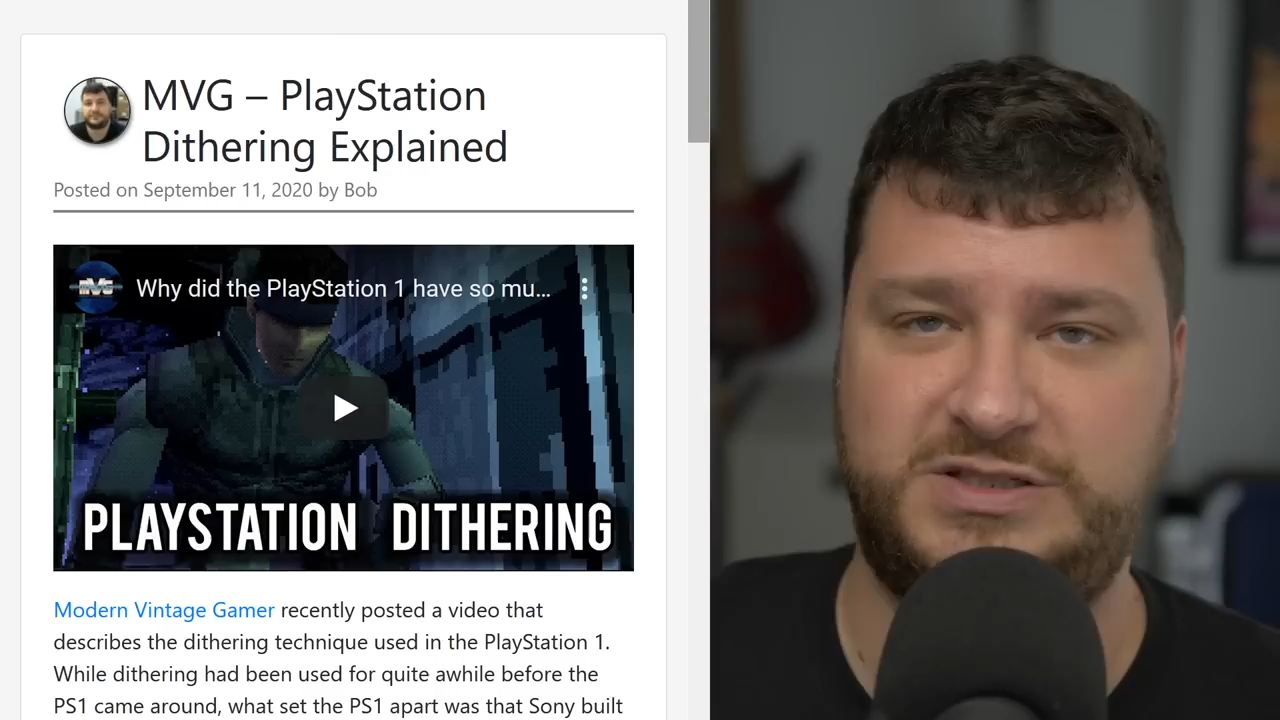 MVG – PlayStation
Dithering Explained
Posted on September 11, 2020 by Bob
MVG
Why did the PlayStation 1 have so mu...
PLAYSTATION DITHERING
Modern Vintage Gamer recently posted a video that
describes the dithering technique used in the PlayStation 1.
While dithering had been used for quite awhile before the
PS1 came around, what set the PS1 apart was that Sony built